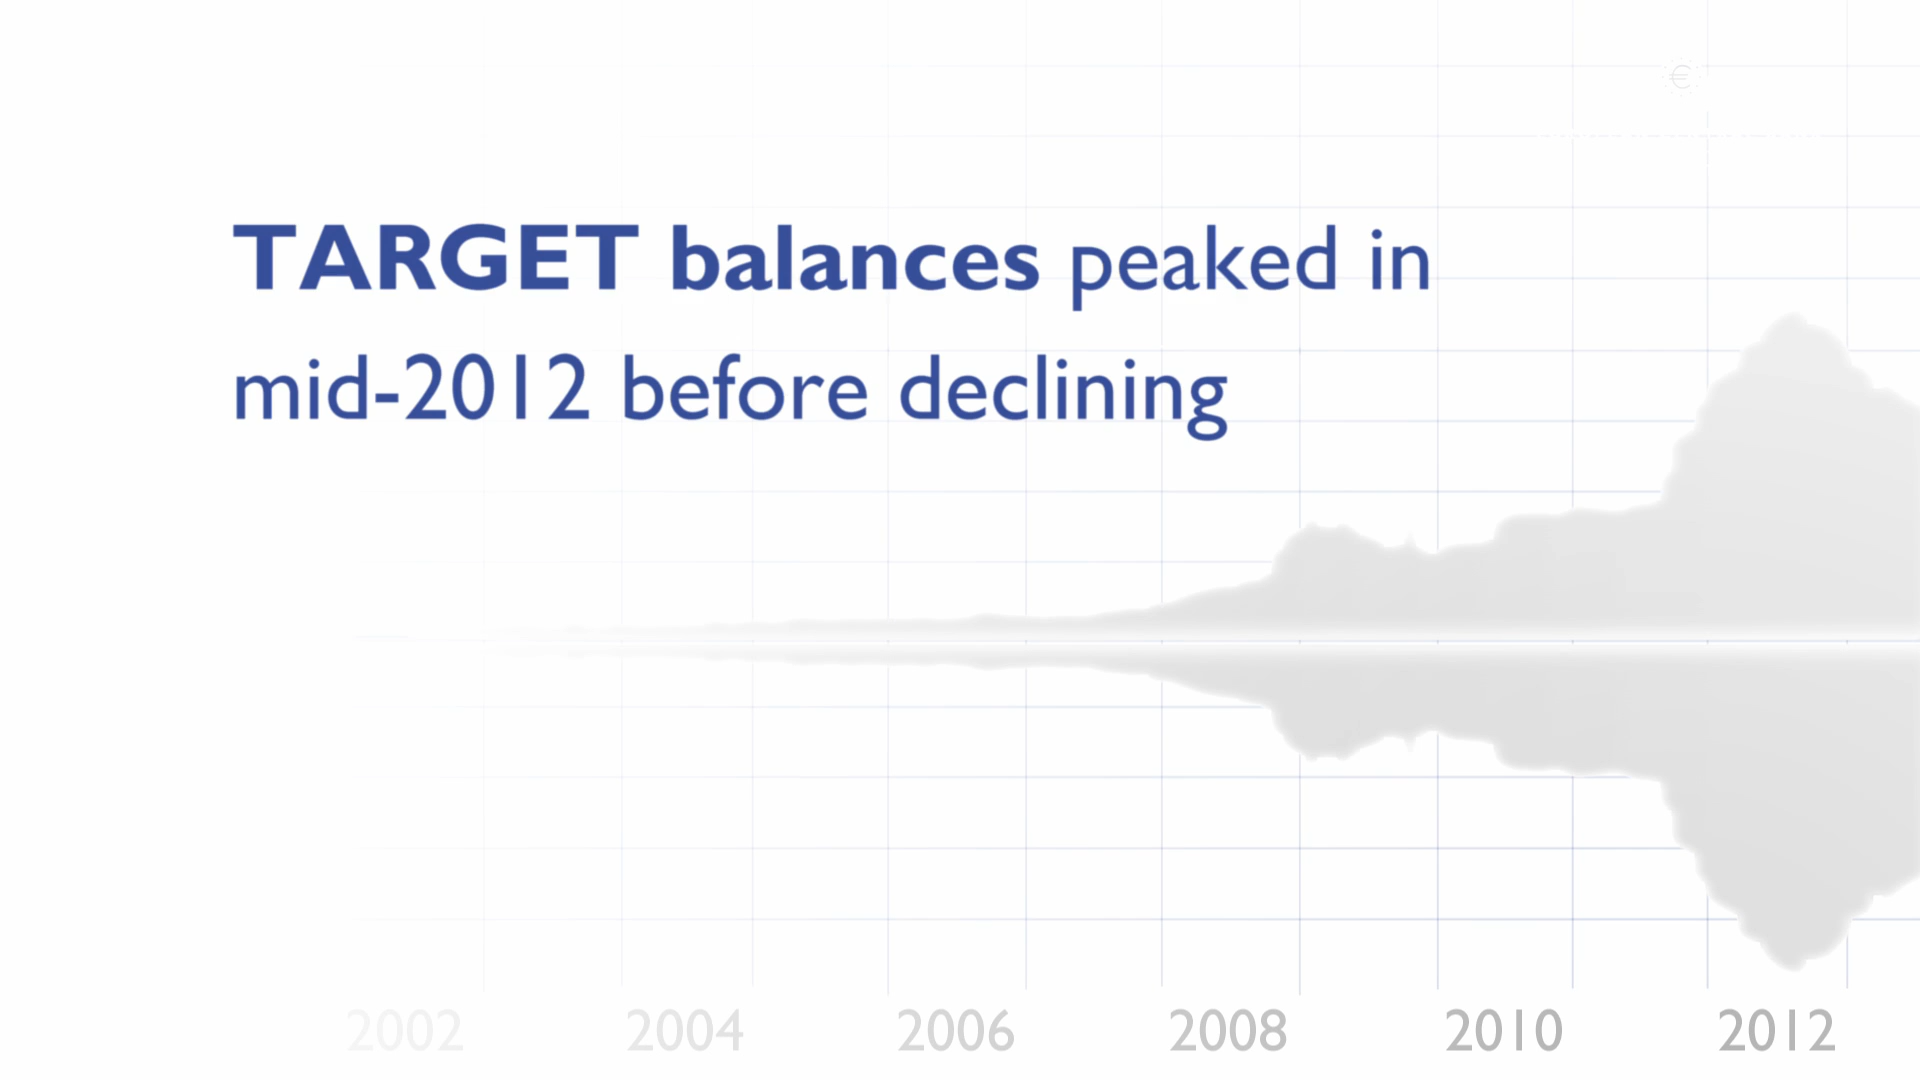 TARGET balances peaked in
mid-2012 before declining
2002 2004 2006 2008 2010 2012